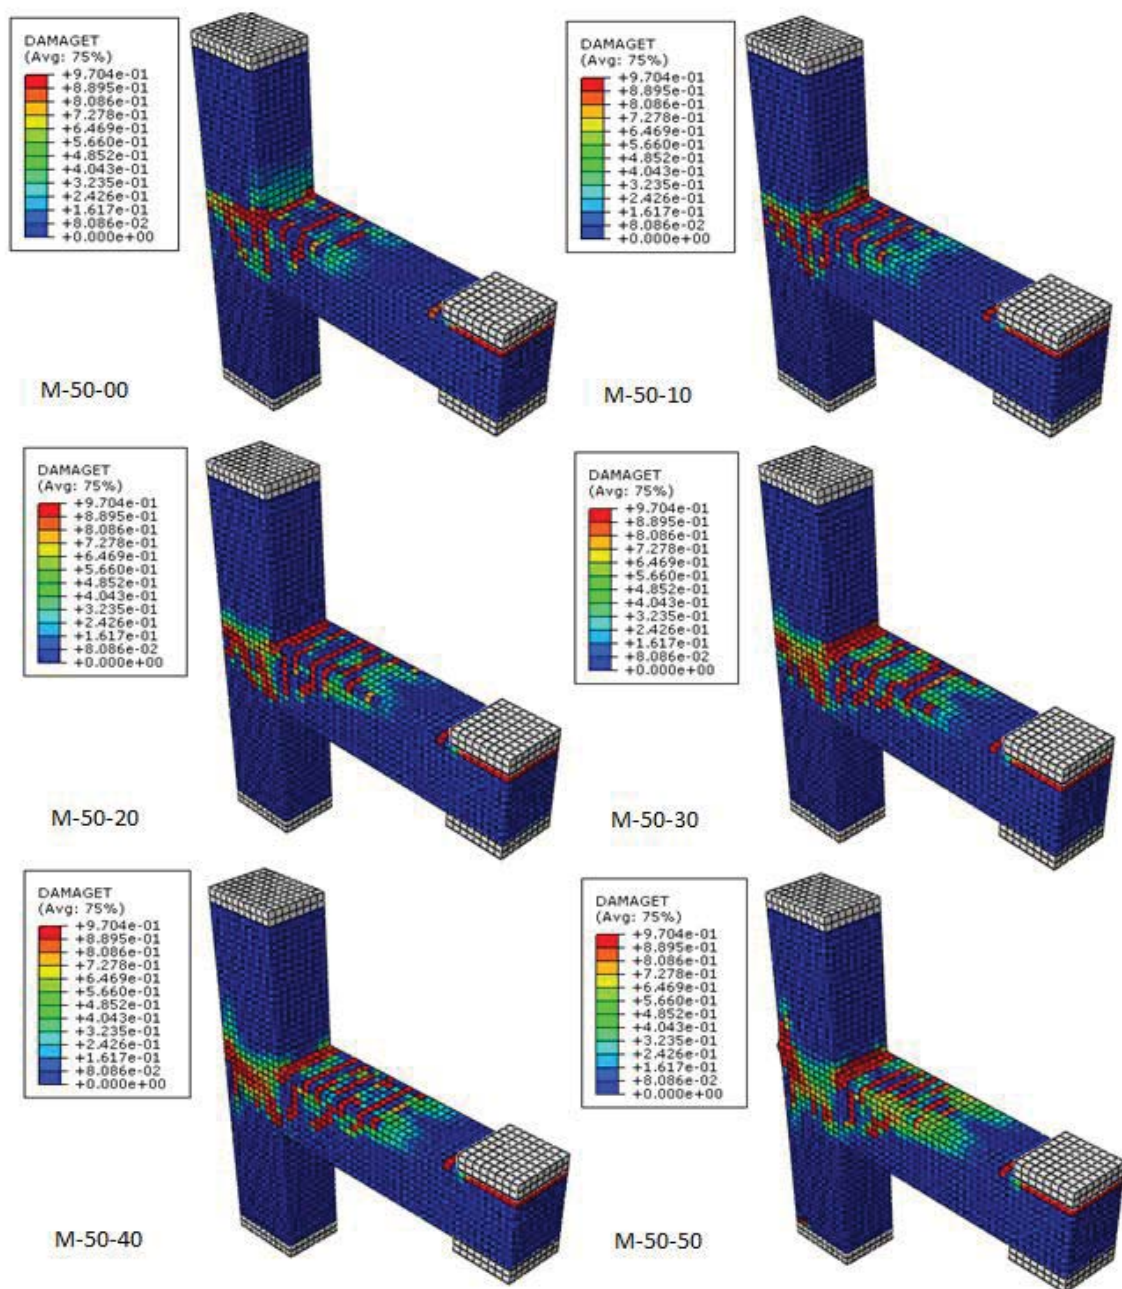 DAMAGET
(Avg: 75%)
+9.704e-01
+8.895e-01
+8.086e-01
+7.278e-01
+6.469e-01
+5.660e-01
+4.852e-01
+4.043e-01
+3.235e-01
+2.426e-01
+1.617e-01
+8.086e-02
+0.000e+00
M-50-00
DAMAGET
(Avg: 75%)
+9.704e-01
+8.895e-01
+8.086e-01
+7.278e-01
+6.469e-01
+5.660e-01
+4.852e-01
+4.043e-01
+3.235e-01
+2.426e-01
+1.617e-01
+8.086e-02
+0.000e+00
M-50-10
DAMAGET
(Avg: 75%)
+9.704e-01
+8.895e-01
+8.086e-01
+7.278e-01
+6.469e-01
+5.660e-01
+4.852e-01
+4.043e-01
+3.235e-01
+2.426e-01
+1.617e-01
+8.086e-02
+0.000e+00
M-50-20
DAMAGET
(Avg: 75%)
+9.704e-01
+8.895e-01
+8.086e-01
+7.278e-01
+6.469e-01
+5.660e-01
+4.852e-01
+4.043e-01
+3.235e-01
+2.426e-01
+1.617e-01
+8.086e-02
+0.000e+00
M-50-30
DAMAGET
(Avg: 75%)
+9.704e-01
+8.895e-01
+8.086e-01
+7.278e-01
+6.469e-01
+5.660e-01
+4.852e-01
+4.043e-01
+3.235e-01
+2.426e-01
+1.617e-01
+8.086e-02
+0.000e+00
M-50-40
DAMAGET
(Avg: 75%)
+9.704e-01
+8.895e-01
+8.086e-01
+7.278e-01
+6.469e-01
+5.660e-01
+4.852e-01
+4.043e-01
+3.235e-01
+2.426e-01
+1.617e-01
+8.086e-02
+0.000e+00
M-50-50